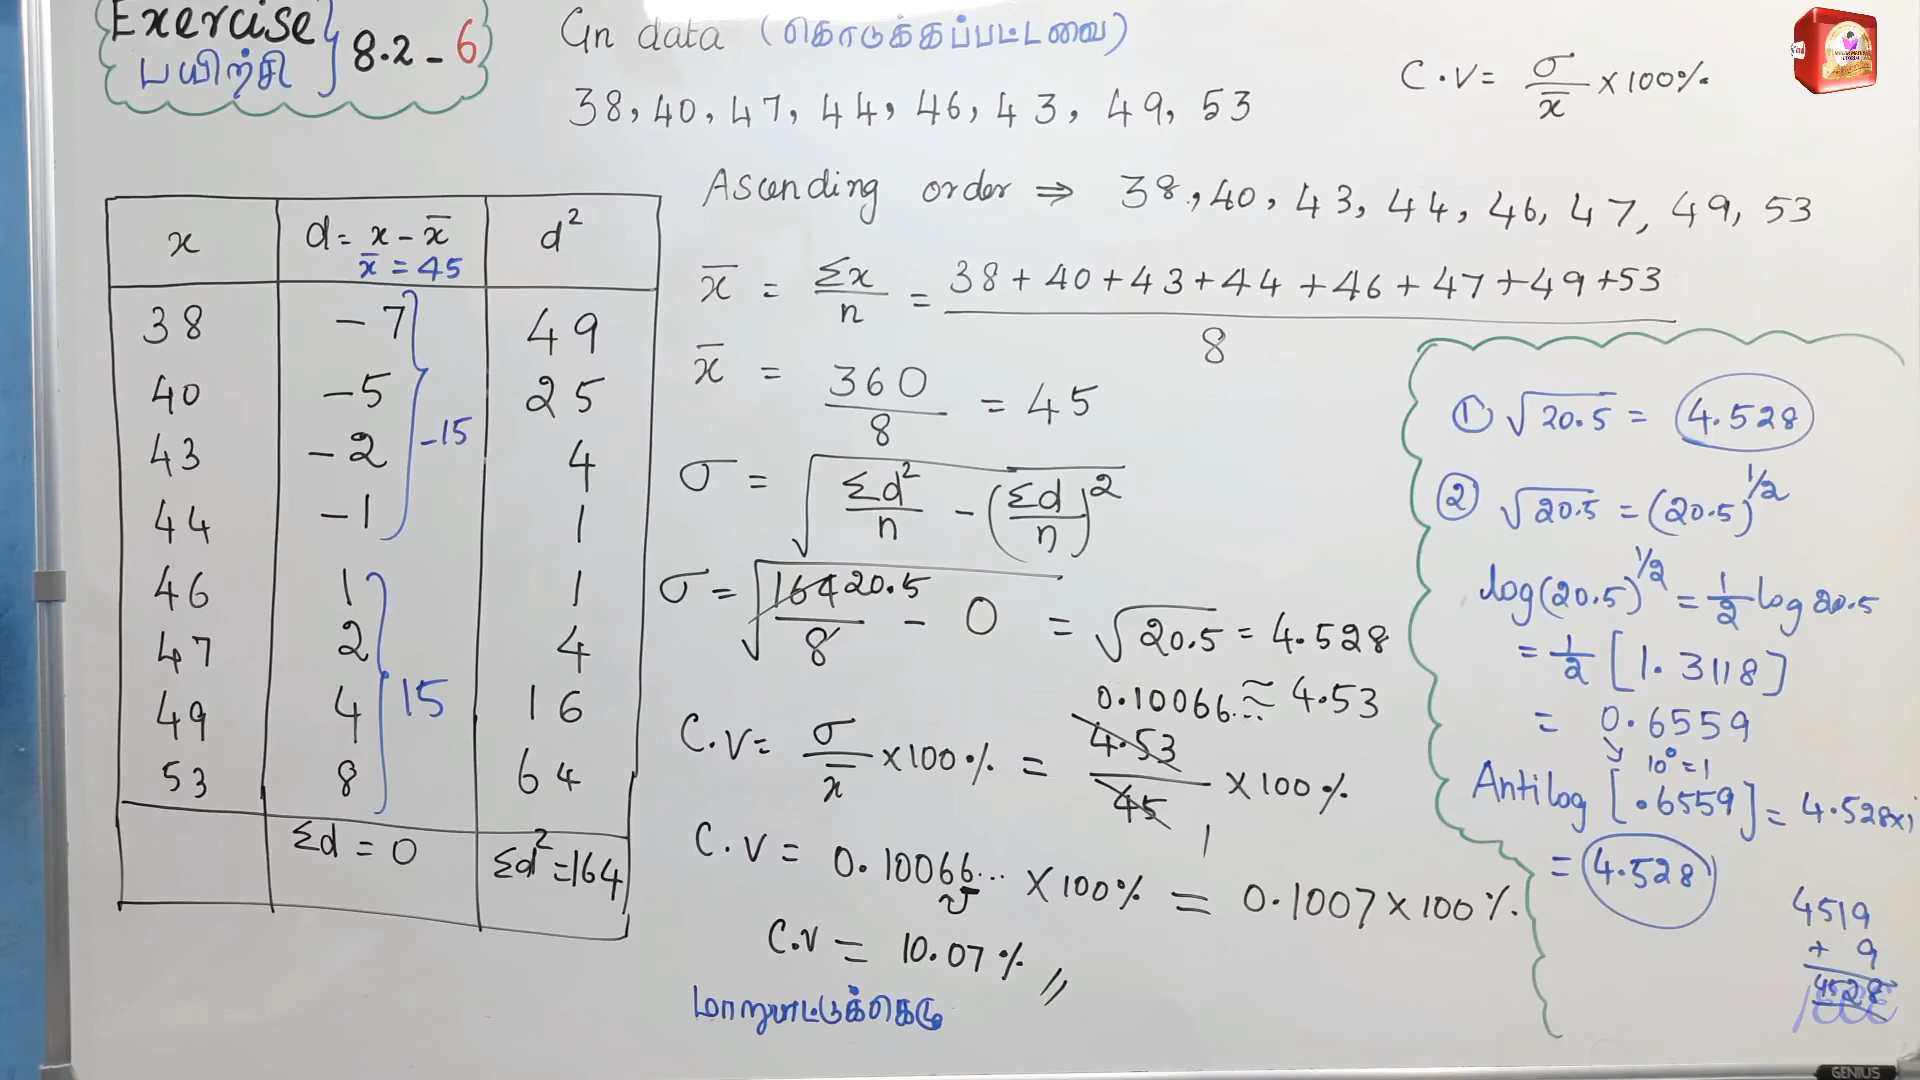 Exercise
பயிற்சி
8.2 - 6
Gn data (கொடுக்கப்பட்டவை)
38, 40, 47, 44, 46, 43, 49, 53
C.V = σ/x̄ × 100%
Ascending order ⇒ 38, 40, 43, 44, 46, 47, 49, 53
x | d = x - x̄ | d²
x̄ = 45
38 | -7 | 49
40 | -5 | 25
43 | -2 | 4
44 | -1 | 1
-15
46 | 1 | 1
47 | 2 | 4
49 | 4 | 16
53 | 8 | 64
15
Σd = 0 | Σd² = 164
x̄ = Σx/n = 38 + 40 + 43 + 44 + 46 + 47 + 49 + 53 / 8
x̄ = 360/8 = 45
σ = √(Σd²/n - (Σd/n)²)
σ = √(164/8 20.5 - 0) = √20.5 = 4.528
≈ 4.53
0.10066..
C.V = σ/x̄ × 100% = 4.53/45 × 100%
1
C.V = 0.10066... × 100% = 0.1007 × 100%
C.V = 10.07% //
மாறுபாட்டுக்கெழு
① √20.5 = 4.528
② √20.5 = (20.5)^1/2
log(20.5)^1/2 = 1/2 log 20.5
= 1/2 [1.3118]
= 0.6559
10⁰ = 1
Antilog [.6559] = 4.528×1
= 4.528
4519
+ 9
4528
GENIUS